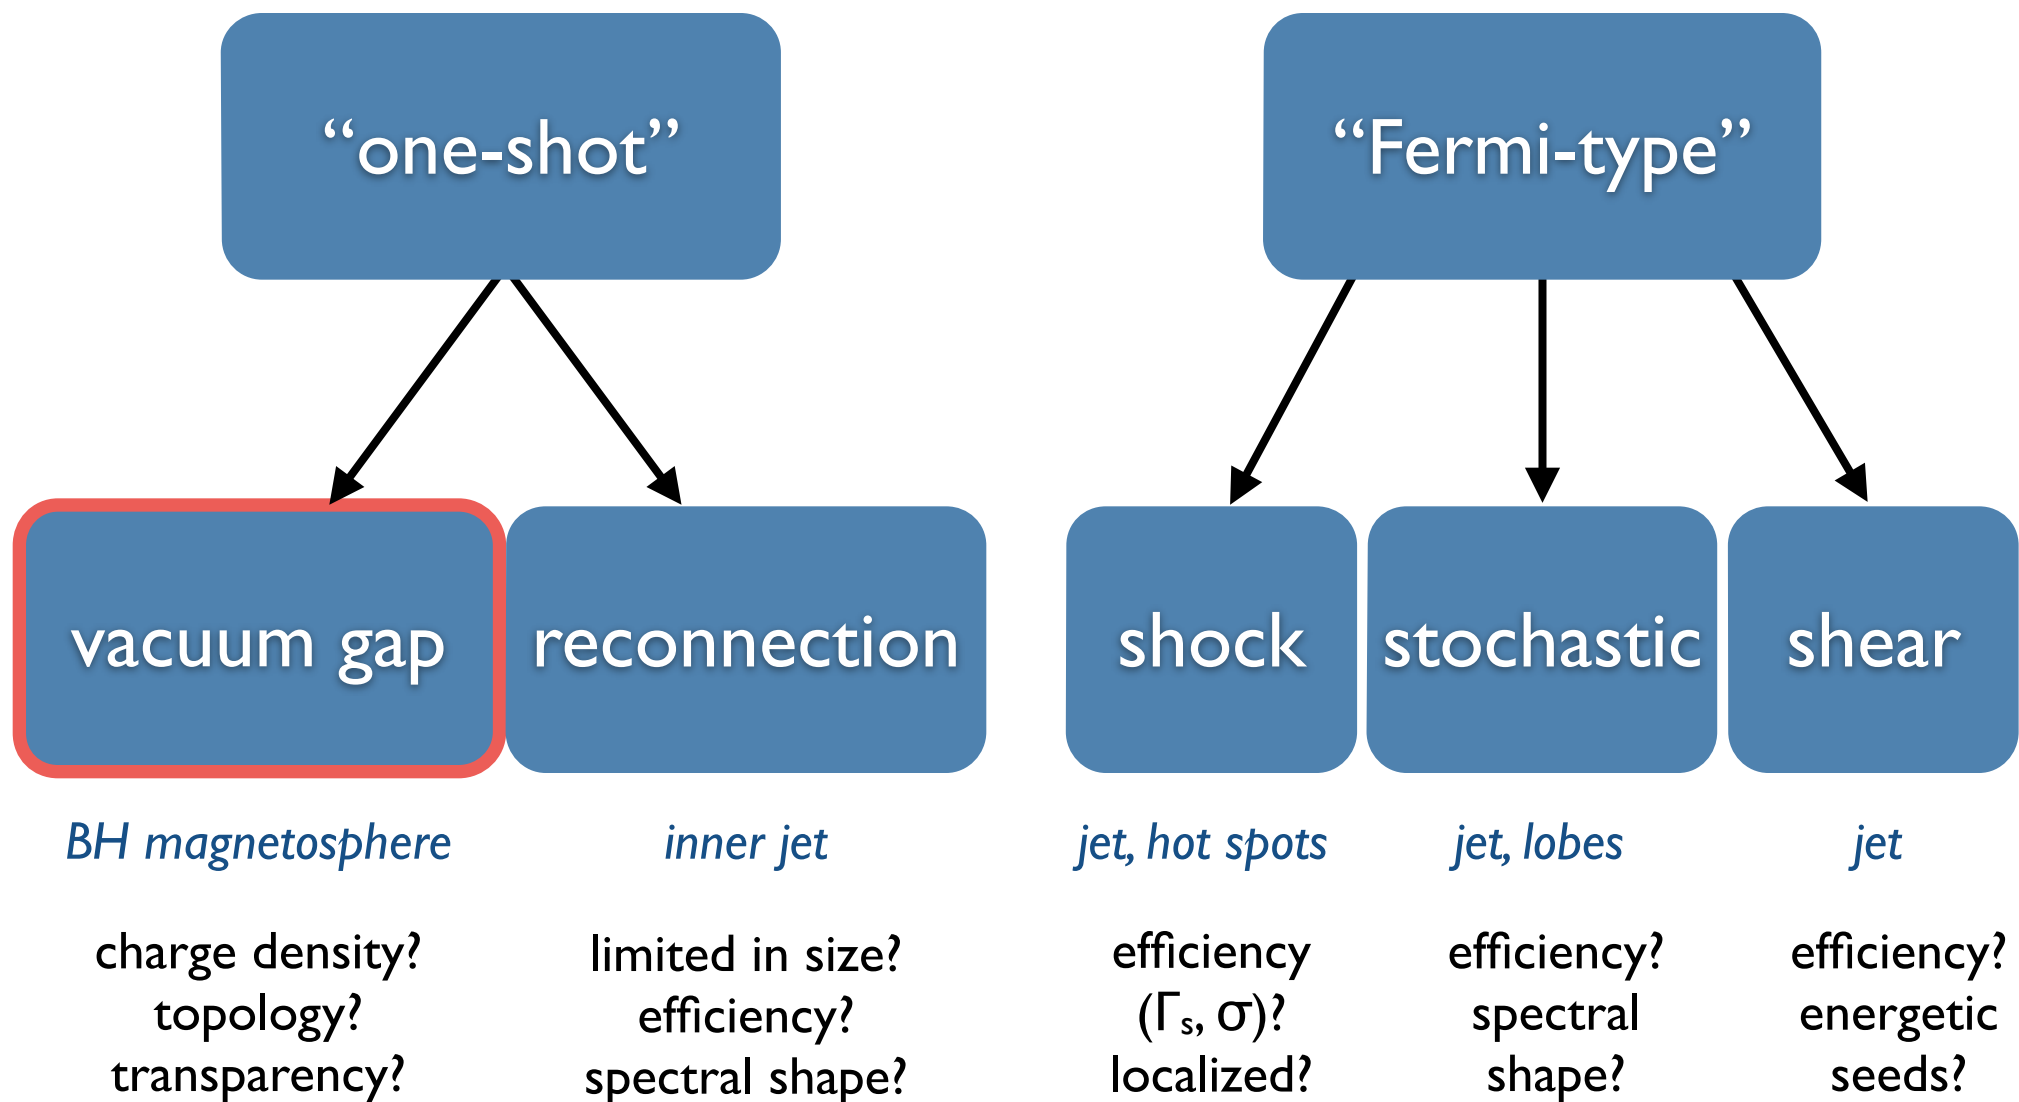 “one-shot”
“Fermi-type”
vacuum gap
reconnection
shock
stochastic
shear
BH magnetosphere
inner jet
jet, hot spots
jet, lobes
jet
charge density?
topology?
transparency?
limited in size?
efficiency?
spectral shape?
efficiency
(Γs, σ)?
localized?
efficiency?
spectral
shape?
efficiency?
energetic
seeds?